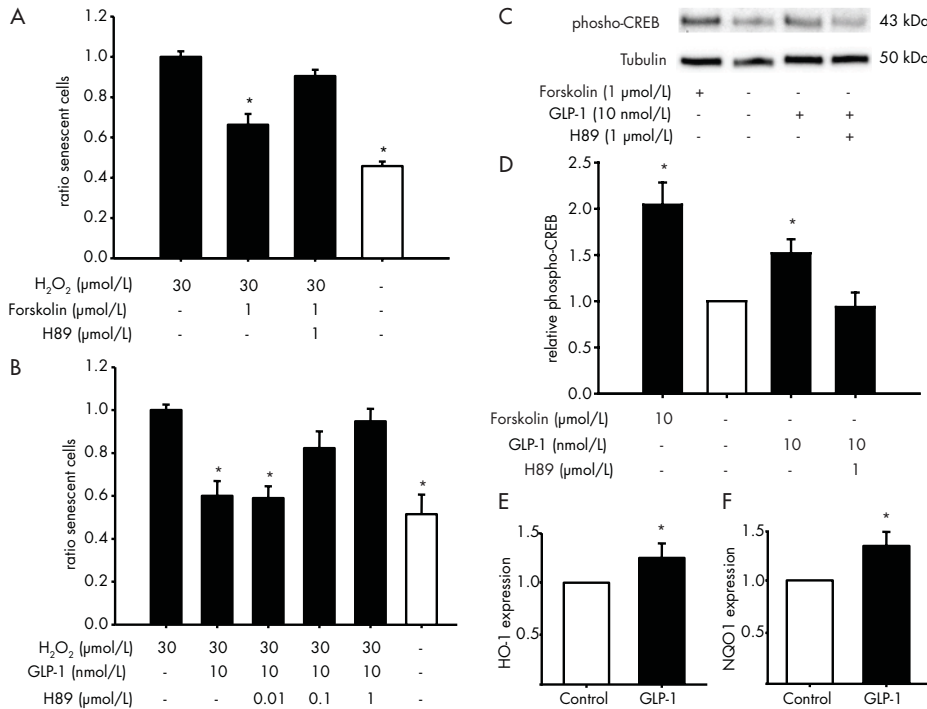 A
1.2
1.0
0.8
0.6
0.4
0.2
0.0
ratio senescent cells
* *
H₂O₂ (µmol/L) 30 30 30 -
Forskolin (µmol/L) - 1 1 -
H89 (µmol/L) - - 1 -
B
1.2
1.0
0.8
0.6
0.4
0.2
0.0
ratio senescent cells
* * *
H₂O₂ (µmol/L) 30 30 30 30 30 -
GLP-1 (nmol/L) - 10 10 10 10 -
H89 (µmol/L) - - 0.01 0.1 1 -
C
phospho-CREB 43 kDa
Tubulin 50 kDa
Forskolin (1 µmol/L) + - - -
GLP-1 (10 nmol/L) - - + +
H89 (1 µmol/L) - - - +
D
2.5
2.0
1.5
1.0
0.5
0.0
relative phospho-CREB
* *
Forskolin (µmol/L) 10 - - -
GLP-1 (nmol/L) - - 10 10
H89 (µmol/L) - - - 1
E
1.5
1.0
0.5
HO-1 expression
*
Control GLP-1
F
1.5
1.0
0.5
NQO1 expression
*
Control GLP-1